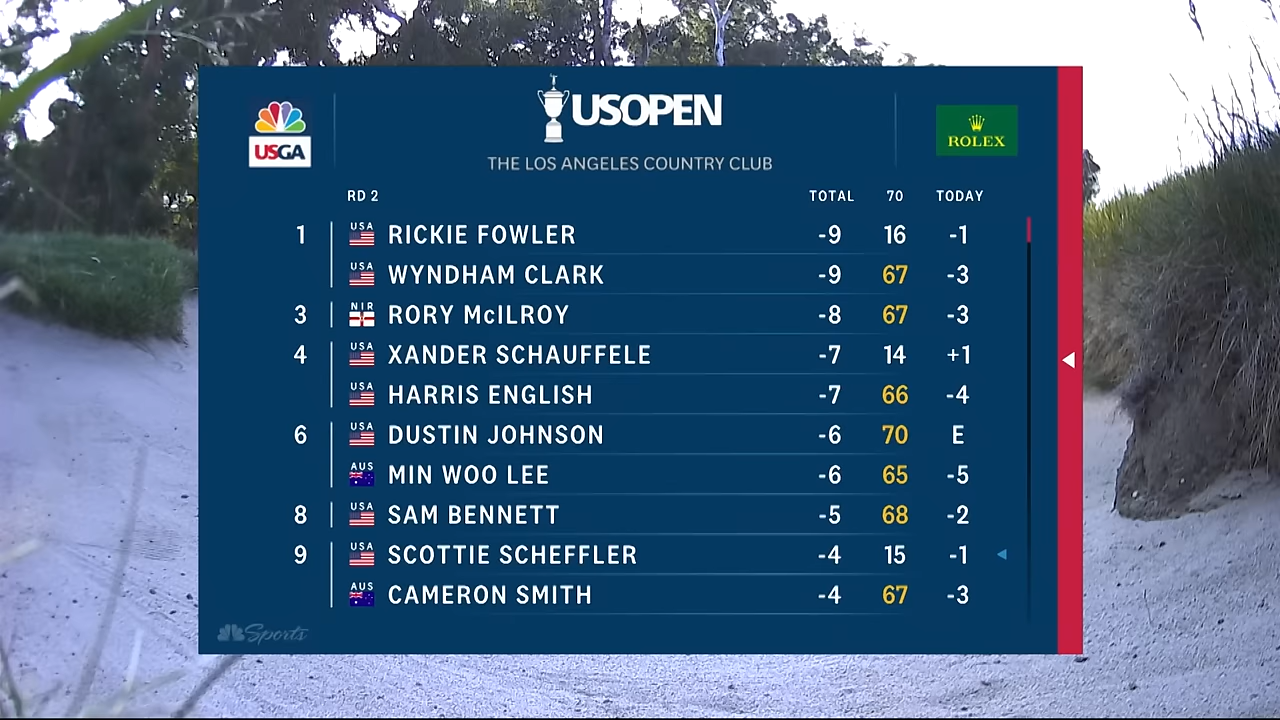 USOPEN
USGA
ROLEX
THE LOS ANGELES COUNTRY CLUB
RD 2 TOTAL 70 TODAY
1 USA RICKIE FOWLER -9 16 -1
USA WYNDHAM CLARK -9 67 -3
3 NIR RORY McILROY -8 67 -3
4 USA XANDER SCHAUFFELE -7 14 +1
USA HARRIS ENGLISH -7 66 -4
6 USA DUSTIN JOHNSON -6 70 E
AUS MIN WOO LEE -6 65 -5
8 USA SAM BENNETT -5 68 -2
9 USA SCOTTIE SCHEFFLER -4 15 -1
AUS CAMERON SMITH -4 67 -3
Sports